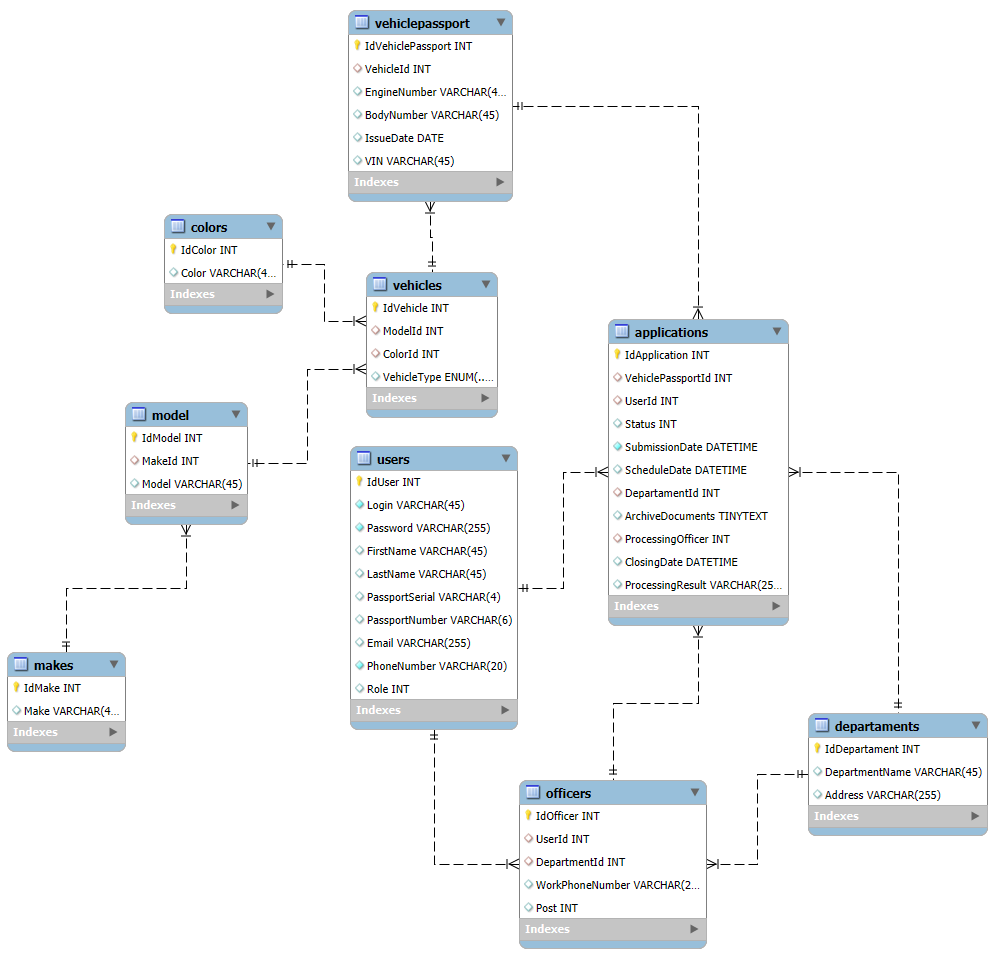 vehiclepassport
IdVehiclePassport INT
VehicleId INT
EngineNumber VARCHAR(4...
BodyNumber VARCHAR(45)
IssueDate DATE
VIN VARCHAR(45)
Indexes
colors
IdColor INT
Color VARCHAR(4...
Indexes
vehicles
IdVehicle INT
ModelId INT
ColorId INT
VehicleType ENUM(...
Indexes
applications
IdApplication INT
VehiclePassportId INT
UserId INT
Status INT
SubmissionDate DATETIME
ScheduleDate DATETIME
DepartamentId INT
ArchiveDocuments TINYTEXT
ProcessingOfficer INT
ClosingDate DATETIME
ProcessingResult VARCHAR(25...
Indexes
model
IdModel INT
MakeId INT
Model VARCHAR(45)
Indexes
users
IdUser INT
Login VARCHAR(45)
Password VARCHAR(255)
FirstName VARCHAR(45)
LastName VARCHAR(45)
PassportSerial VARCHAR(4)
PassportNumber VARCHAR(6)
Email VARCHAR(255)
PhoneNumber VARCHAR(20)
Role INT
Indexes
makes
IdMake INT
Make VARCHAR(4...
Indexes
departaments
IdDepartament INT
DepartmentName VARCHAR(45)
Address VARCHAR(255)
Indexes
officers
IdOfficer INT
UserId INT
DepartmentId INT
WorkPhoneNumber VARCHAR(2...
Post INT
Indexes